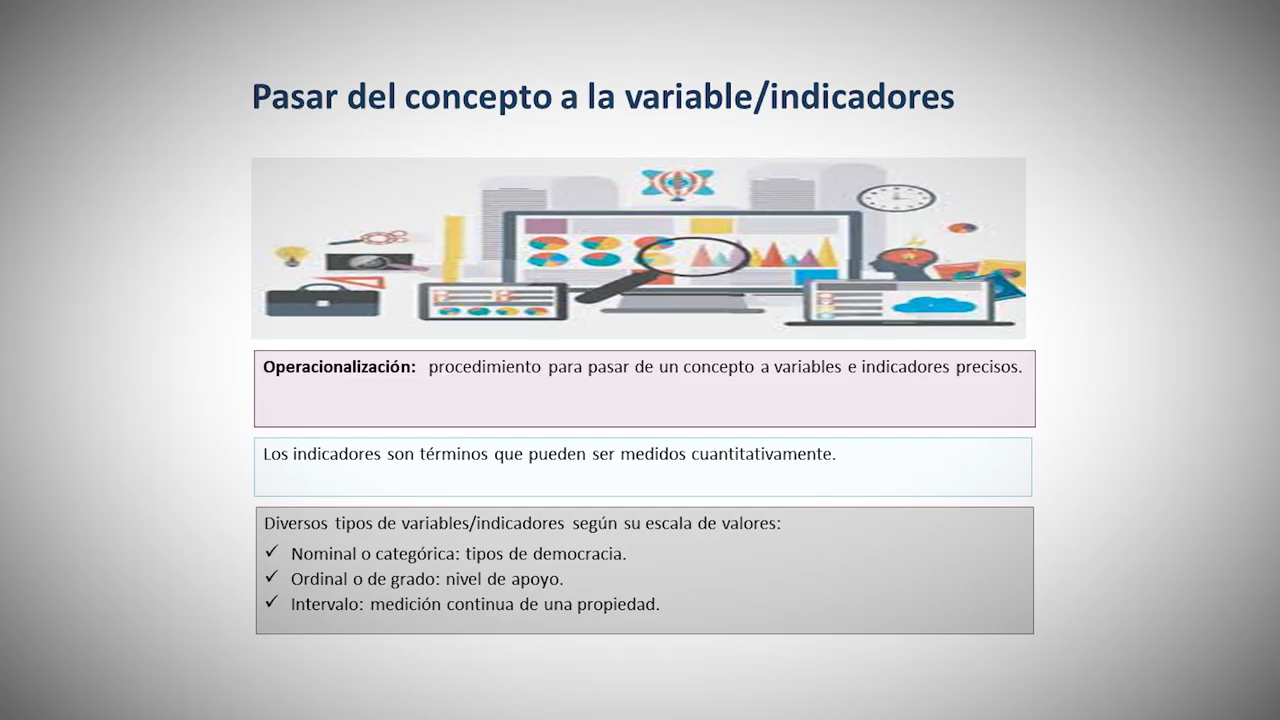 Pasar del concepto a la variable/indicadores
Operacionalización: procedimiento para pasar de un concepto a variables e indicadores precisos.
Los indicadores son términos que pueden ser medidos cuantitativamente.
Diversos tipos de variables/indicadores según su escala de valores:
✓ Nominal o categórica: tipos de democracia.
✓ Ordinal o de grado: nivel de apoyo.
✓ Intervalo: medición continua de una propiedad.